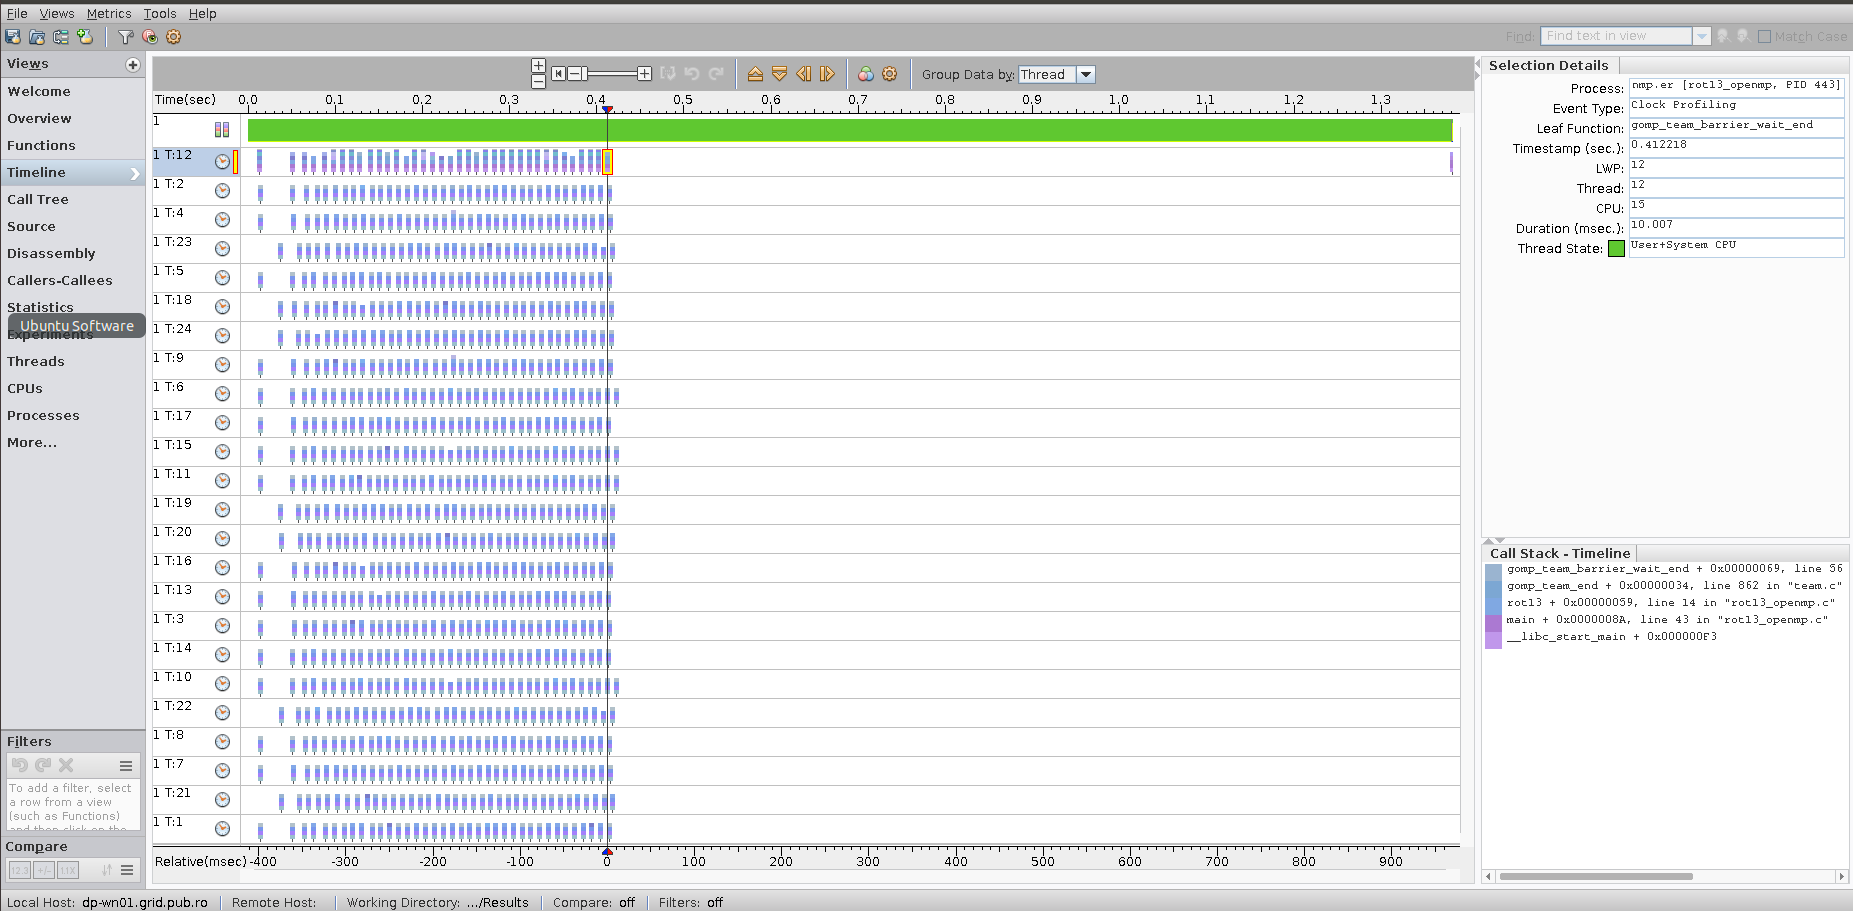 File Views Metrics Tools Help
Find: Find text in view Match Case
Views
Welcome
Overview
Functions
Timeline
Call Tree
Source
Disassembly
Callers-Callees
Statistics
Ubuntu Software
Experiments
Threads
CPUs
Processes
More...
Filters
To add a filter, select
a row from a view
(such as Functions)
and then click on the
Compare
12.3 +/- 1.1X
Group Data by: Thread
Time(sec) 0.0 0.1 0.2 0.3 0.4 0.5 0.6 0.7 0.8 0.9 1.0 1.1 1.2 1.3
1
1 T:12
1 T:2
1 T:4
1 T:23
1 T:5
1 T:18
1 T:24
1 T:9
1 T:6
1 T:17
1 T:15
1 T:11
1 T:19
1 T:20
1 T:16
1 T:13
1 T:3
1 T:14
1 T:10
1 T:22
1 T:8
1 T:7
1 T:21
1 T:1
Relative(msec) -400 -300 -200 -100 0 100 200 300 400 500 600 700 800 900
Selection Details
Process: nmp.er [rot13_openmp, PID 443]
Event Type: Clock Profiling
Leaf Function: gomp_team_barrier_wait_end
Timestamp (sec.): 0.412218
LWP: 12
Thread: 12
CPU: 15
Duration (msec.): 10.007
Thread State: User+System CPU
Call Stack - Timeline
gomp_team_barrier_wait_end + 0x00000069, line 56
gomp_team_end + 0x00000034, line 862 in "team.c"
rot13 + 0x00000059, line 14 in "rot13_openmp.c"
main + 0x0000008A, line 43 in "rot13_openmp.c"
__libc_start_main + 0x000000F3
Local Host: dp-wn01.grid.pub.ro Remote Host: Working Directory: .../Results Compare: off Filters: off